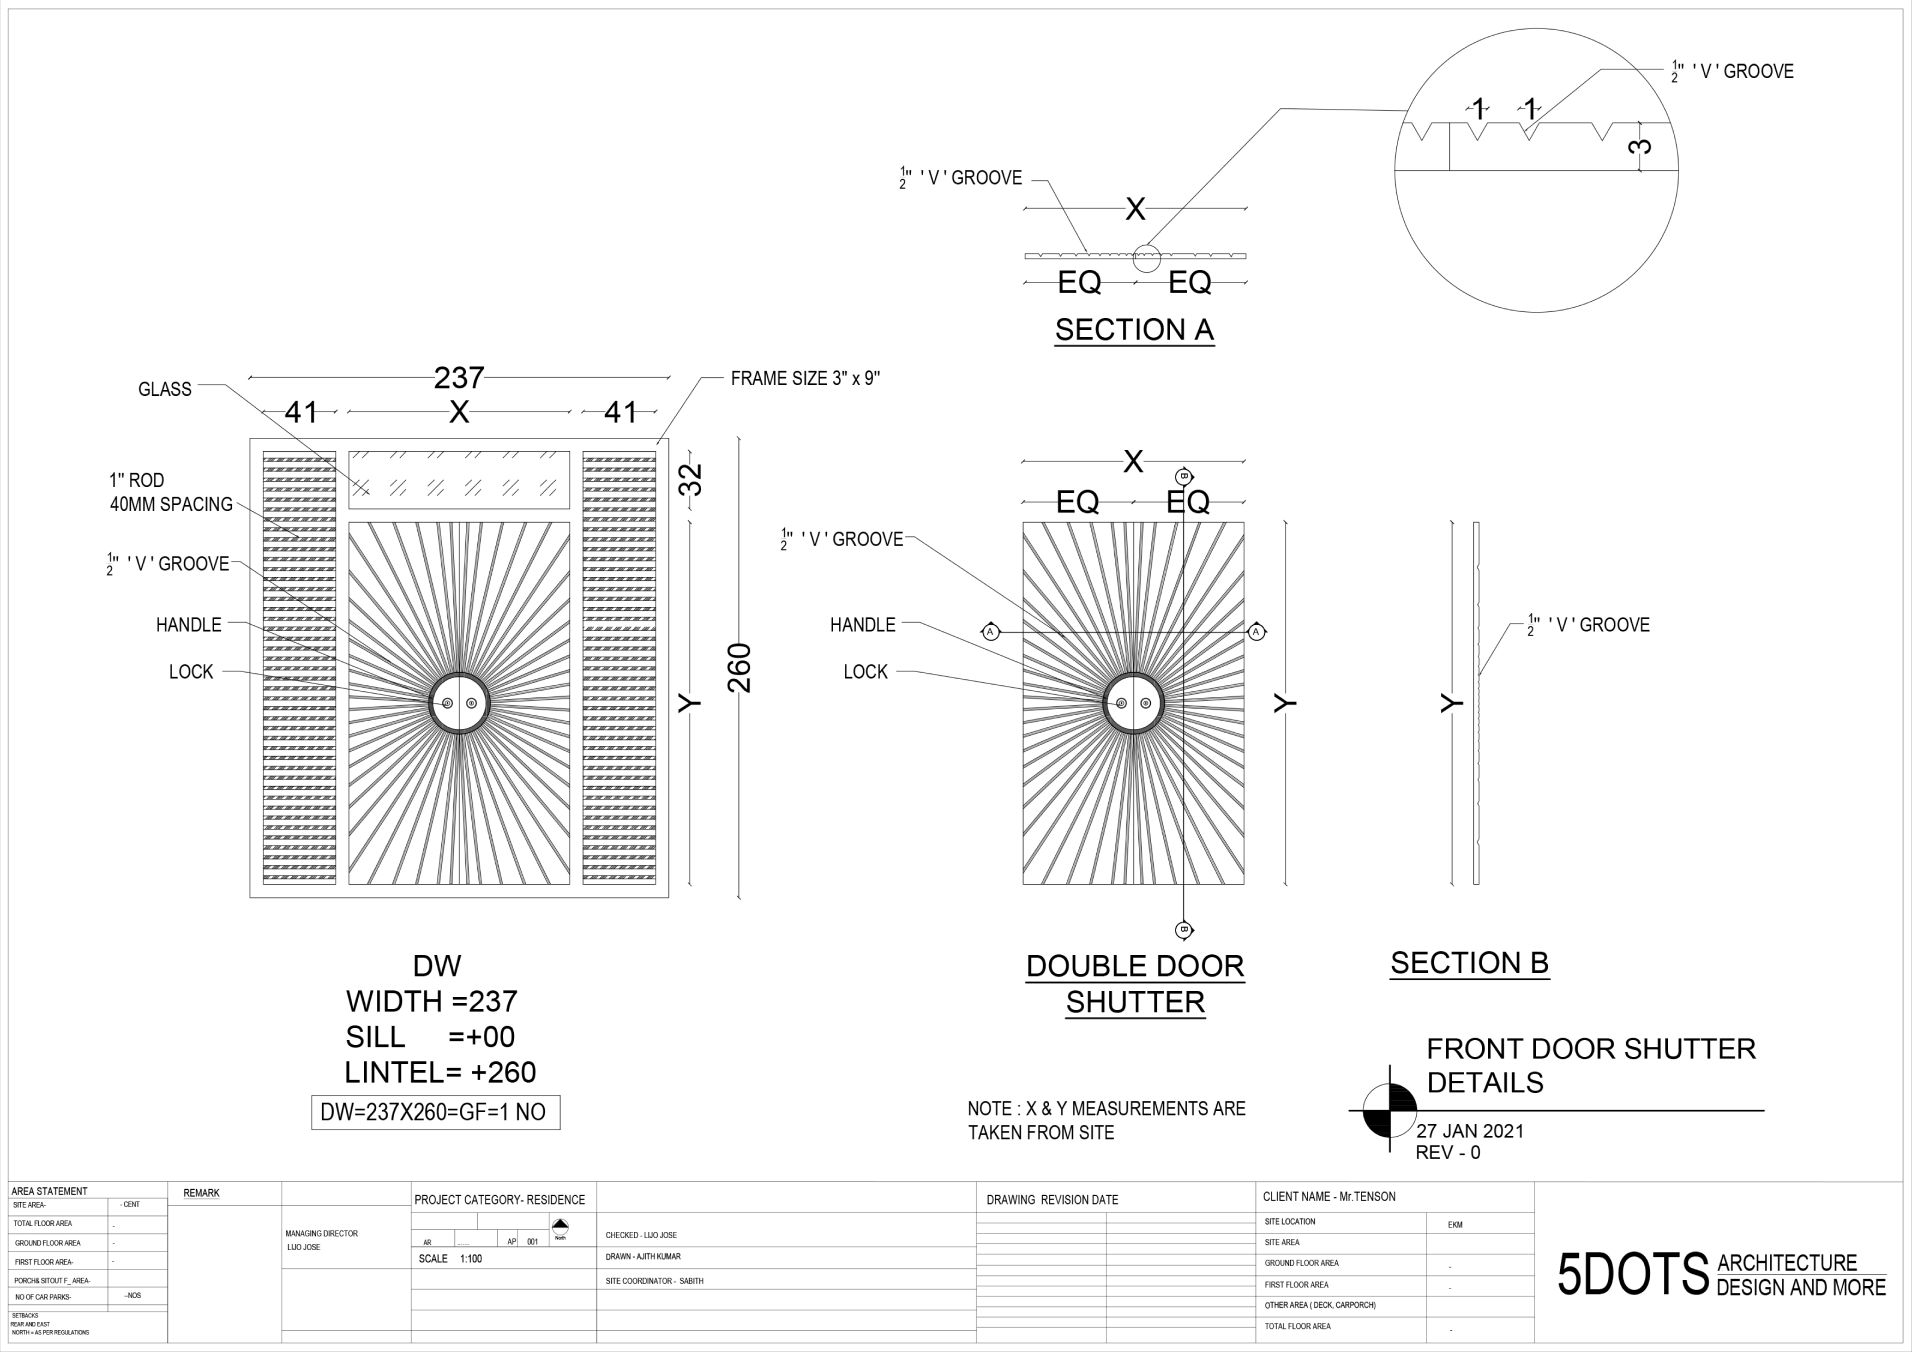 1/2" ' V ' GROOVE
1 1
3
1/2" ' V ' GROOVE
X
EQ EQ
SECTION A
237
GLASS
FRAME SIZE 3" x 9"
41 X 41
32
1" ROD
40MM SPACING
1/2" ' V ' GROOVE
HANDLE
LOCK
260
Y
X
B
EQ EQ
1/2" ' V ' GROOVE
HANDLE
LOCK
A A
Y
B
Y
1/2" ' V ' GROOVE
DW
WIDTH =237
SILL =+00
LINTEL= +260
DW=237X260=GF=1 NO
DOUBLE DOOR
SHUTTER
SECTION B
NOTE : X & Y MEASUREMENTS ARE
TAKEN FROM SITE
FRONT DOOR SHUTTER
DETAILS
27 JAN 2021
REV - 0
AREA STATEMENT
SITE AREA- - CENT
TOTAL FLOOR AREA -
GROUND FLOOR AREA -
FIRST FLOOR AREA- -
PORCH& SITOUT F_ AREA-
NO OF CAR PARKS- --NOS
SETBACKS
REAR AND EAST
NORTH = AS PER REGULATIONS
REMARK
MANAGING DIRECTOR
LIJO JOSE
PROJECT CATEGORY- RESIDENCE
AR ...... AP 001
North
SCALE 1:100
CHECKED - LIJO JOSE
DRAWN - AJITH KUMAR
SITE COORDINATOR - SABITH
DRAWING REVISION DATE
CLIENT NAME - Mr.TENSON
SITE LOCATION EKM
SITE AREA
GROUND FLOOR AREA -
FIRST FLOOR AREA -
OTHER AREA ( DECK, CARPORCH)
TOTAL FLOOR AREA -
5DOTS ARCHITECTURE
DESIGN AND MORE